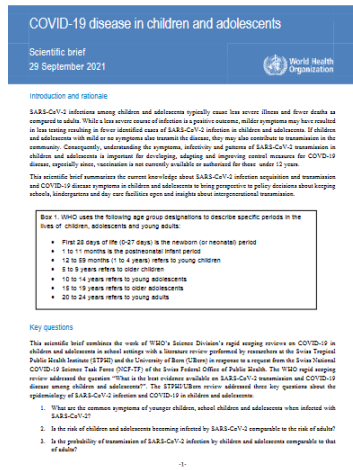 COVID-19 disease in children and adolescents
Scientific brief
29 September 2021
World Health
Organization
Introduction and rationale
SARS-CoV-2 infections among children and adolescents typically cause less severe illness and fewer deaths as
compared to adults. While a less severe course of infection is a positive outcome, milder symptoms may have resulted
in less testing resulting in fewer identified cases of SARS-CoV-2 infection in children and adolescents. If children
and adolescents with mild or no symptoms also transmit the disease, they may also contribute to transmission in the
community. Consequently, understanding the symptoms, infectivity and patterns of SARS-CoV-2 transmission in
children and adolescents is important for developing, adapting and improving control measures for COVID-19
disease, especially since, vaccination is not currently available or authorized for those under 12 years.
This scientific brief summarizes the current knowledge about SARS-CoV-2 infection acquisition and transmission
and COVID-19 disease symptoms in children and adolescents to bring perspective to policy decisions about keeping
schools, kindergartens and day care facilities open and insights about intergenerational transmission.
Box 1. WHO uses the following age group designations to describe specific periods in the
lives of children, adolescents and young adults:
• First 28 days of life (0-27 days) is the newborn (or neonatal) period
• 1 to 11 months is the postneonatal infant period
• 12 to 59 months (1 to 4 years) refers to young children
• 5 to 9 years refers to older children
• 10 to 14 years refers to young adolescents
• 15 to 19 years refers to older adolescents
• 20 to 24 years refers to young adults
Key questions
This scientific brief combines the work of WHO's Science Division's rapid scoping reviews on COVID-19 in
children and adolescents in school settings with a literature review performed by researchers at the Swiss Tropical
Public Health Institute (STPHI) and the University of Bern (UBern) in response to a request from the Swiss National
COVID-19 Science Task Force (NCF-TF) of the Swiss Federal Office of Public Health. The WHO rapid scoping
review addressed the question "What is the best evidence available on SARS-CoV-2 transmission and COVID-19
disease among children and adolescents?". The STPHI/UBern review addressed three key questions about the
epidemiology of SARS-CoV-2 infection and COVID-19 in children and adolescents:
1. What are the common symptoms of younger children, school children and adolescents when infected with
SARS-CoV-2?
2. Is the risk of children and adolescents becoming infected by SARS-CoV-2 comparable to the risk of adults?
3. Is the probability of transmission of SARS-CoV-2 infection by children and adolescents comparable to that
of adults?
-1-